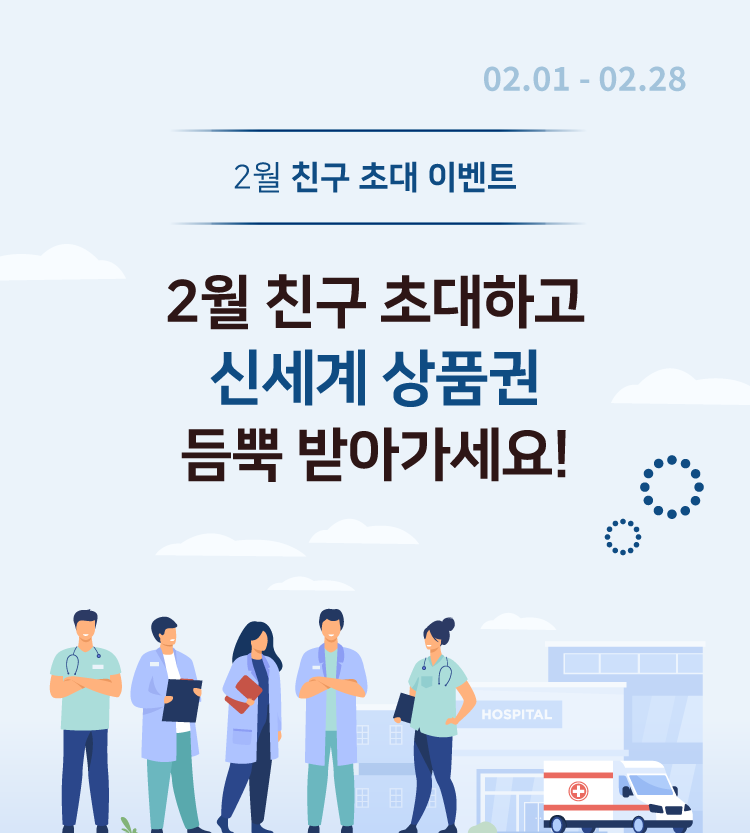 02.01 - 02.28
2월 친구 초대 이벤트
2월 친구 초대하고
신세계 상품권
듬뿍 받아가세요!
HOSPITAL